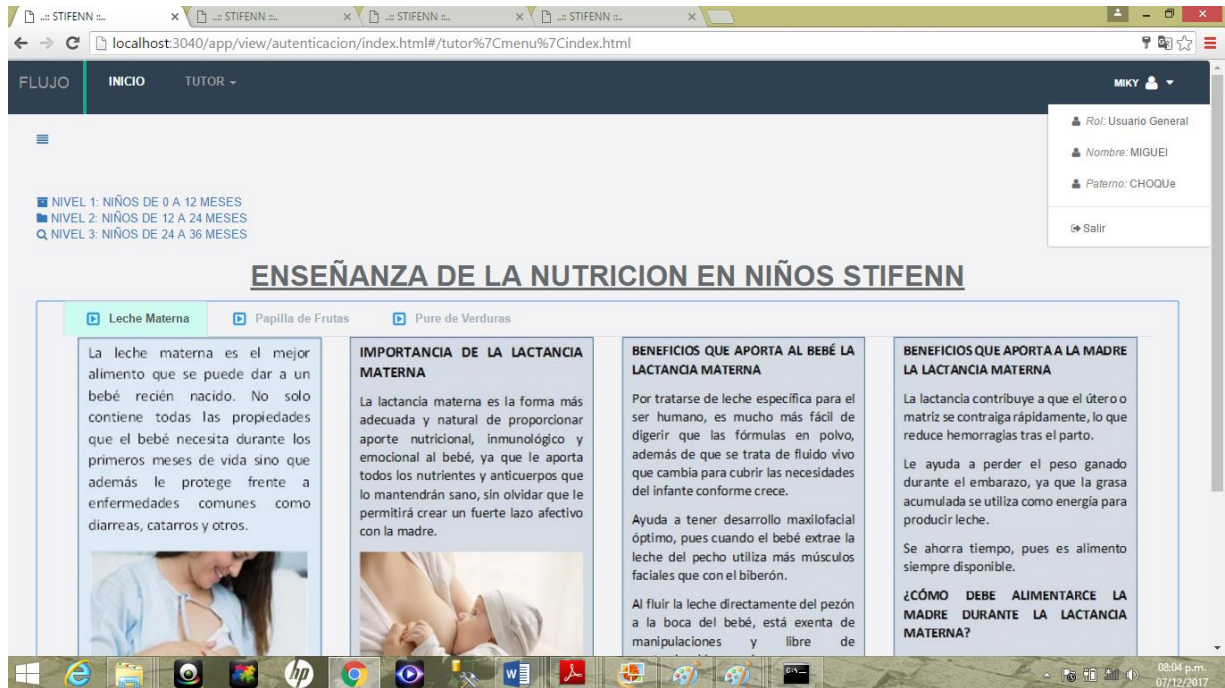 ..:: STIFENN ::.. ..:: STIFENN ::.. ..:: STIFENN ::.. ..:: STIFENN ::..
localhost:3040/app/view/autenticacion/index.html#/tutor%7Cmenu%7Cindex.html
FLUJO INICIO TUTOR MIKY
Rol: Usuario General
Nombre: MIGUEl
Paterno: CHOQUe
Salir
NIVEL 1: NIÑOS DE 0 A 12 MESES
NIVEL 2: NIÑOS DE 12 A 24 MESES
NIVEL 3: NIÑOS DE 24 A 36 MESES
ENSEÑANZA DE LA NUTRICION EN NIÑOS STIFENN
Leche Materna Papilla de Frutas Pure de Verduras
La leche materna es el mejor
alimento que se puede dar a un
bebé recién nacido. No solo
contiene todas las propiedades
que el bebé necesita durante los
primeros meses de vida sino que
además le protege frente a
enfermedades comunes como
diarreas, catarros y otros.
IMPORTANCIA DE LA LACTANCIA
MATERNA
La lactancia materna es la forma más
adecuada y natural de proporcionar
aporte nutricional, inmunológico y
emocional al bebé, ya que le aporta
todos los nutrientes y anticuerpos que
lo mantendrán sano, sin olvidar que le
permitirá crear un fuerte lazo afectivo
con la madre.
BENEFICIOS QUE APORTA AL BEBÉ LA
LACTANCIA MATERNA
Por tratarse de leche específica para el
ser humano, es mucho más fácil de
digerir que las fórmulas en polvo,
además de que se trata de fluido vivo
que cambia para cubrir las necesidades
del infante conforme crece.
Ayuda a tener desarrollo maxilofacial
óptimo, pues cuando el bebé extrae la
leche del pecho utiliza más músculos
faciales que con el biberón.
Al fluir la leche directamente del pezón
a la boca del bebé, está exenta de
manipulaciones y libre de
BENEFICIOS QUE APORTA A LA MADRE
LA LACTANCIA MATERNA
La lactancia contribuye a que el útero o
matriz se contraiga rápidamente, lo que
reduce hemorragias tras el parto.
Le ayuda a perder el peso ganado
durante el embarazo, ya que la grasa
acumulada se utiliza como energía para
producir leche.
Se ahorra tiempo, pues es alimento
siempre disponible.
¿CÓMO DEBE ALIMENTARCE LA
MADRE DURANTE LA LACTANCIA
MATERNA?
08:04 p.m.
07/12/2017